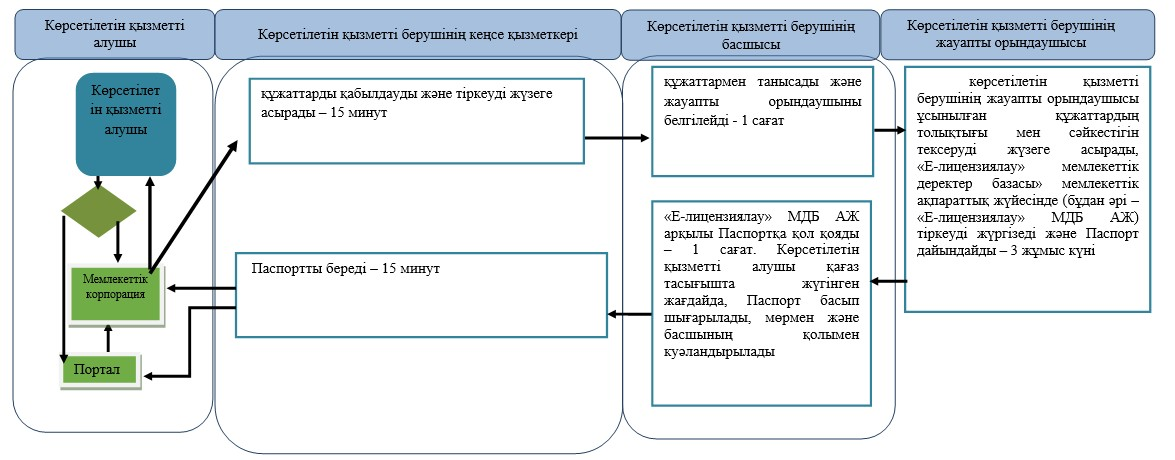 Көрсетілетін қызметті
алушы
Көрсетілетін қызметті берушінің кеңсе қызметкері
Көрсетілетін қызметті берушінің
басшысы
Көрсетілетін қызметті берушінің
жауапты орындаушысы
Көрсетілет
ін қызметті
алушы
Мемлекеттік
корпорация
Портал
құжаттарды қабылдауды және тіркеуді жүзеге
асырады – 15 минут
Паспортты береді – 15 минут
құжаттармен танысады және
жауапты орындаушыны
белгілейді - 1 сағат
«Е-лицензиялау» МДБ АЖ
арқылы Паспортқа қол қояды
– 1 сағат. Көрсетілетін
қызметті алушы қағаз
тасығышта жүгінген
жағдайда, Паспорт басып
шығарылады, мөрмен және
басшының қолымен
куәландырылады
көрсетілетін қызметті
берушінің жауапты орындаушысы
ұсынылған құжаттардың
толықтығы мен сәйкестігін
тексеруді жүзеге асырады,
«Е-лицензиялау» мемлекеттік
деректер базасы» мемлекеттік
ақпараттық жүйесінде (бұдан әрі –
«Е-лицензиялау» МДБ АЖ)
тіркеуді жүргізеді және Паспорт
дайындайды – 3 жұмыс күні